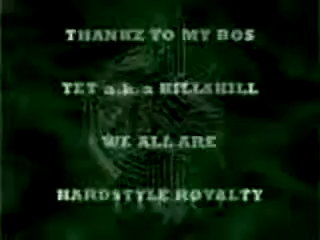 THANKZ TO MY BOS
YET a.k.a HILLSHILL
WE ALL ARE
HARDSTYLE ROYALTY